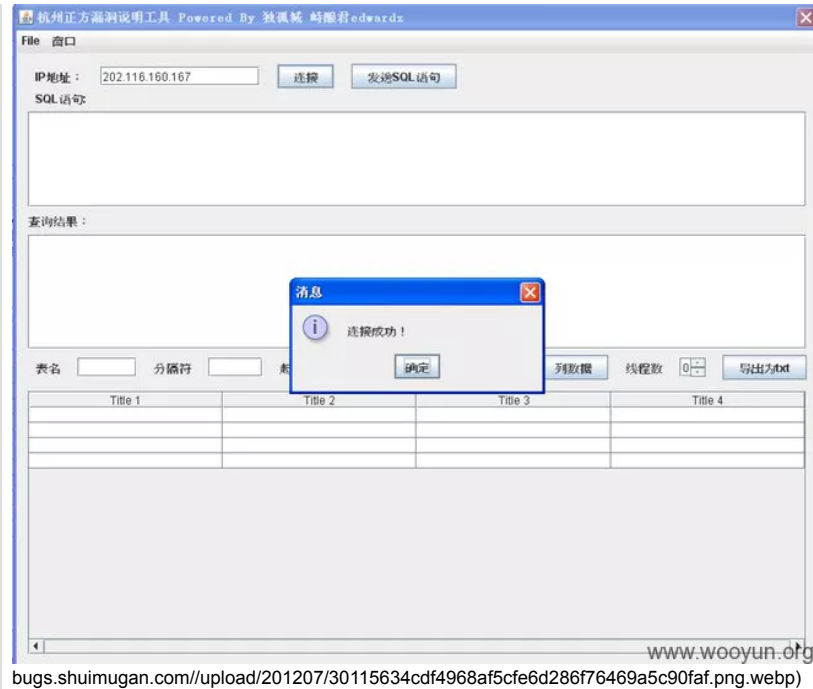 杭州正方漏洞说明工具 Powered By 独孤城 峙酿君edwardz
File 窗口
IP地址： 202.116.160.167 连接 发送SQL语句
SQL语句:
查询结果：
消息
连接成功！
确定
表名 分隔符 起 列数据 线程数 0 导出为txt
Title 1 Title 2 Title 3 Title 4
www.wooyun.org
bugs.shuimugan.com//upload/201207/30115634cdf4968af5cfe6d286f76469a5c90faf.png.webp)